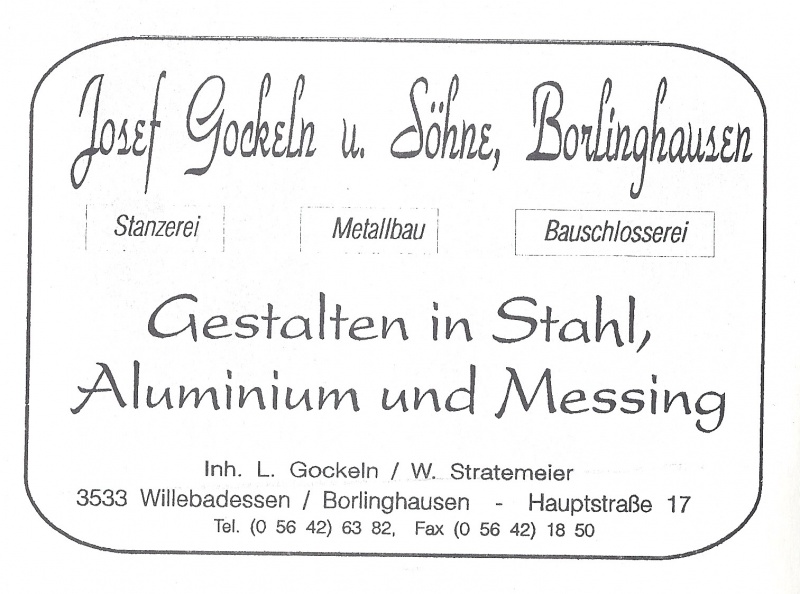 Josef Gockeln u. Söhne, Borlinghausen
Stanzerei Metallbau Bauschlosserei
Gestalten in Stahl,
Aluminium und Messing
Inh. L. Gockeln / W. Stratemeier
3533 Willebadessen / Borlinghausen - Hauptstraße 17
Tel. (0 56 42) 63 82, Fax (0 56 42) 18 50